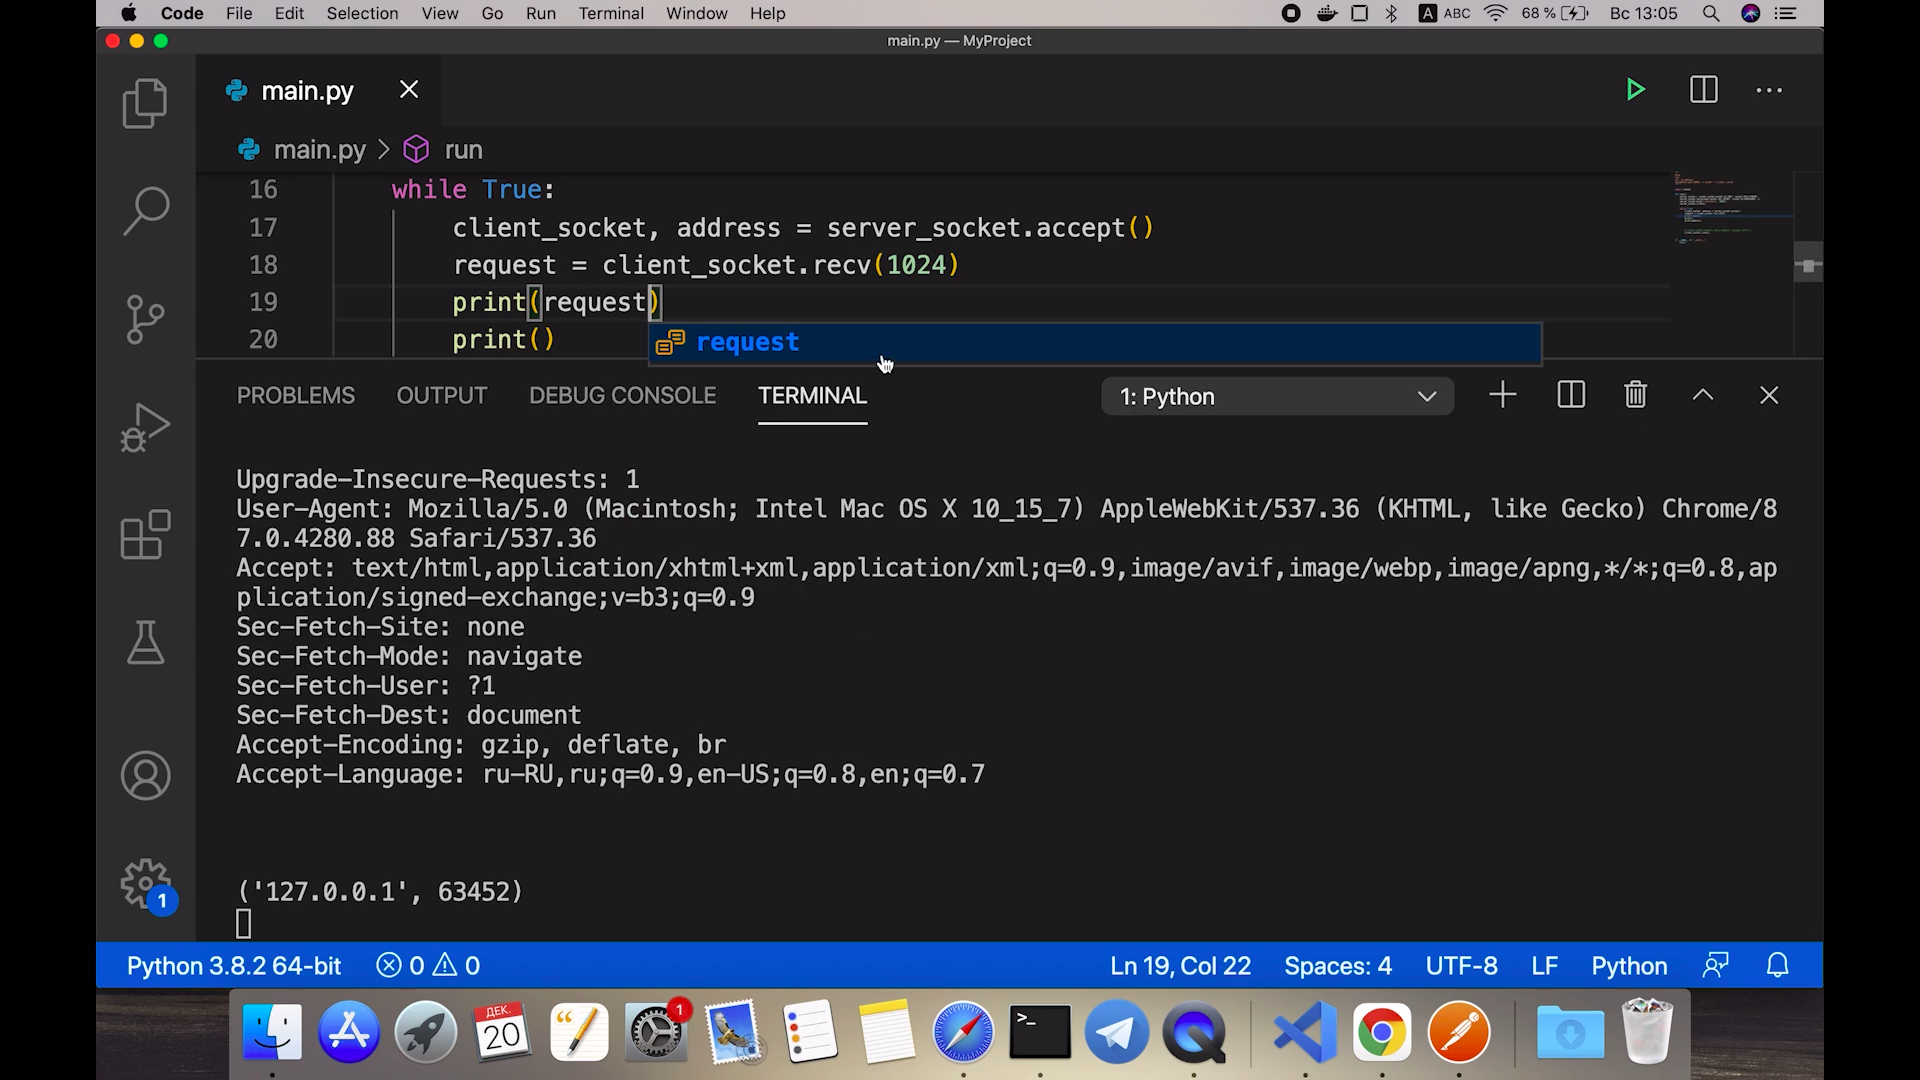 Code File Edit Selection View Go Run Terminal Window Help A ABC 68 % Вс 13:05
main.py — MyProject
main.py
main.py > run
16 while True:
17 client_socket, address = server_socket.accept()
18 request = client_socket.recv(1024)
19 print(request)
20 print()
request
PROBLEMS OUTPUT DEBUG CONSOLE TERMINAL 1: Python
Upgrade-Insecure-Requests: 1
User-Agent: Mozilla/5.0 (Macintosh; Intel Mac OS X 10_15_7) AppleWebKit/537.36 (KHTML, like Gecko) Chrome/8
7.0.4280.88 Safari/537.36
Accept: text/html,application/xhtml+xml,application/xml;q=0.9,image/avif,image/webp,image/apng,*/*;q=0.8,ap
plication/signed-exchange;v=b3;q=0.9
Sec-Fetch-Site: none
Sec-Fetch-Mode: navigate
Sec-Fetch-User: ?1
Sec-Fetch-Dest: document
Accept-Encoding: gzip, deflate, br
Accept-Language: ru-RU,ru;q=0.9,en-US;q=0.8,en;q=0.7
('127.0.0.1', 63452)
1
Python 3.8.2 64-bit 0 0 Ln 19, Col 22 Spaces: 4 UTF-8 LF Python
ДЕК.
20
1